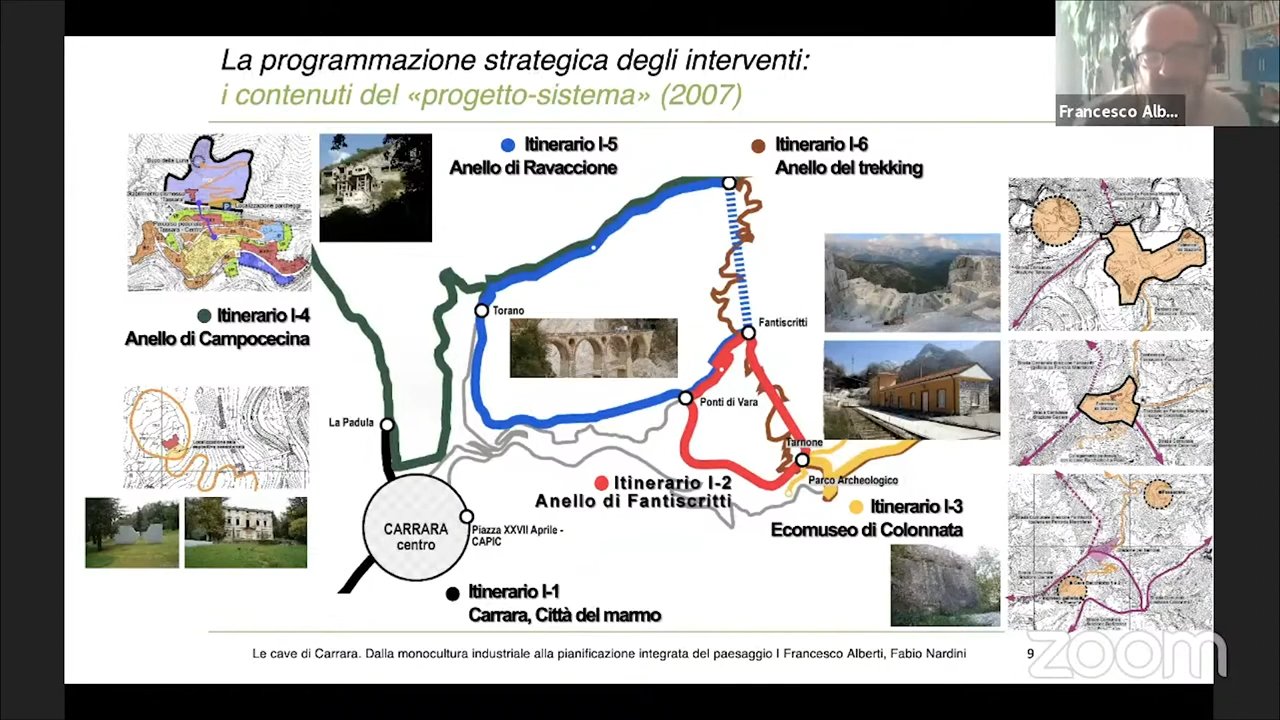 La programmazione strategica degli interventi:
i contenuti del «progetto-sistema» (2007)
Francesco Alb...
Itinerario I-5
Anello di Ravaccione
Itinerario I-6
Anello del trekking
Itinerario I-4
Anello di Campocecina
Torano
Fantiscritti
Ponti di Vara
La Padula
Tarnone
Parco Archeologico
Itinerario I-2
Anello di Fantiscritti
Itinerario I-3
Ecomuseo di Colonnata
CARRARA
centro
Piazza XXVII Aprile -
CAPIC
Itinerario I-1
Carrara, Città del marmo
Le cave di Carrara. Dalla monocultura industriale alla pianificazione integrata del paesaggio I Francesco Alberti, Fabio Nardini
9
zoom